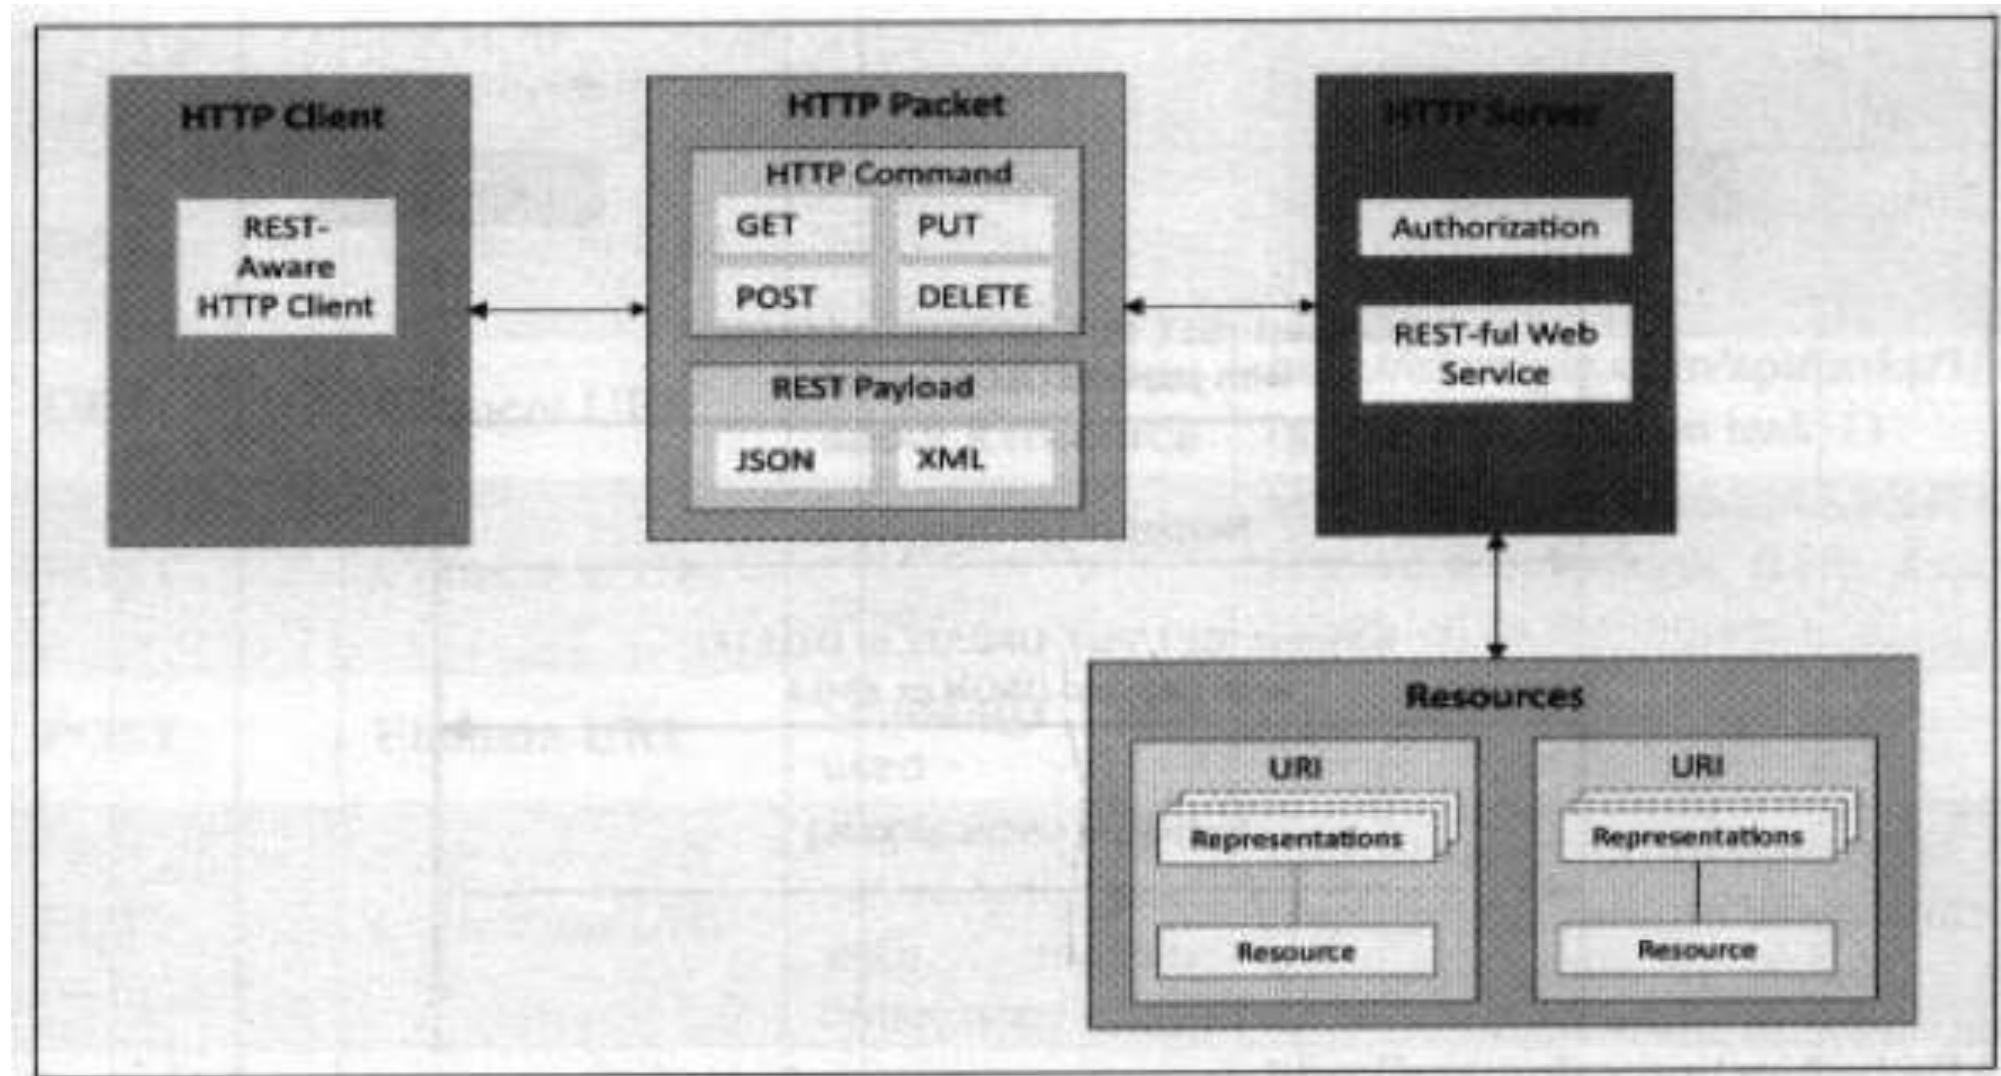 HTTP Client
REST-
Aware
HTTP Client
HTTP Packet
HTTP Command
GET
PUT
POST
DELETE
REST Payload
JSON
XML
HTTP Server
Authorization
REST-ful Web
Service
Resources
URI
Representations
Resource
URI
Representations
Resource